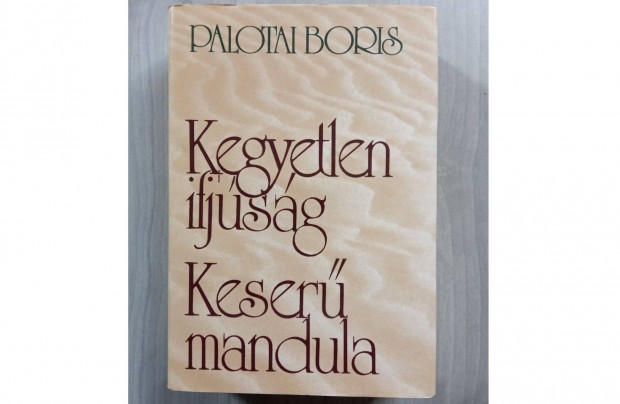 PALOTAI BORIS
Kegyetlen
ifjúság
Keserű
mandula